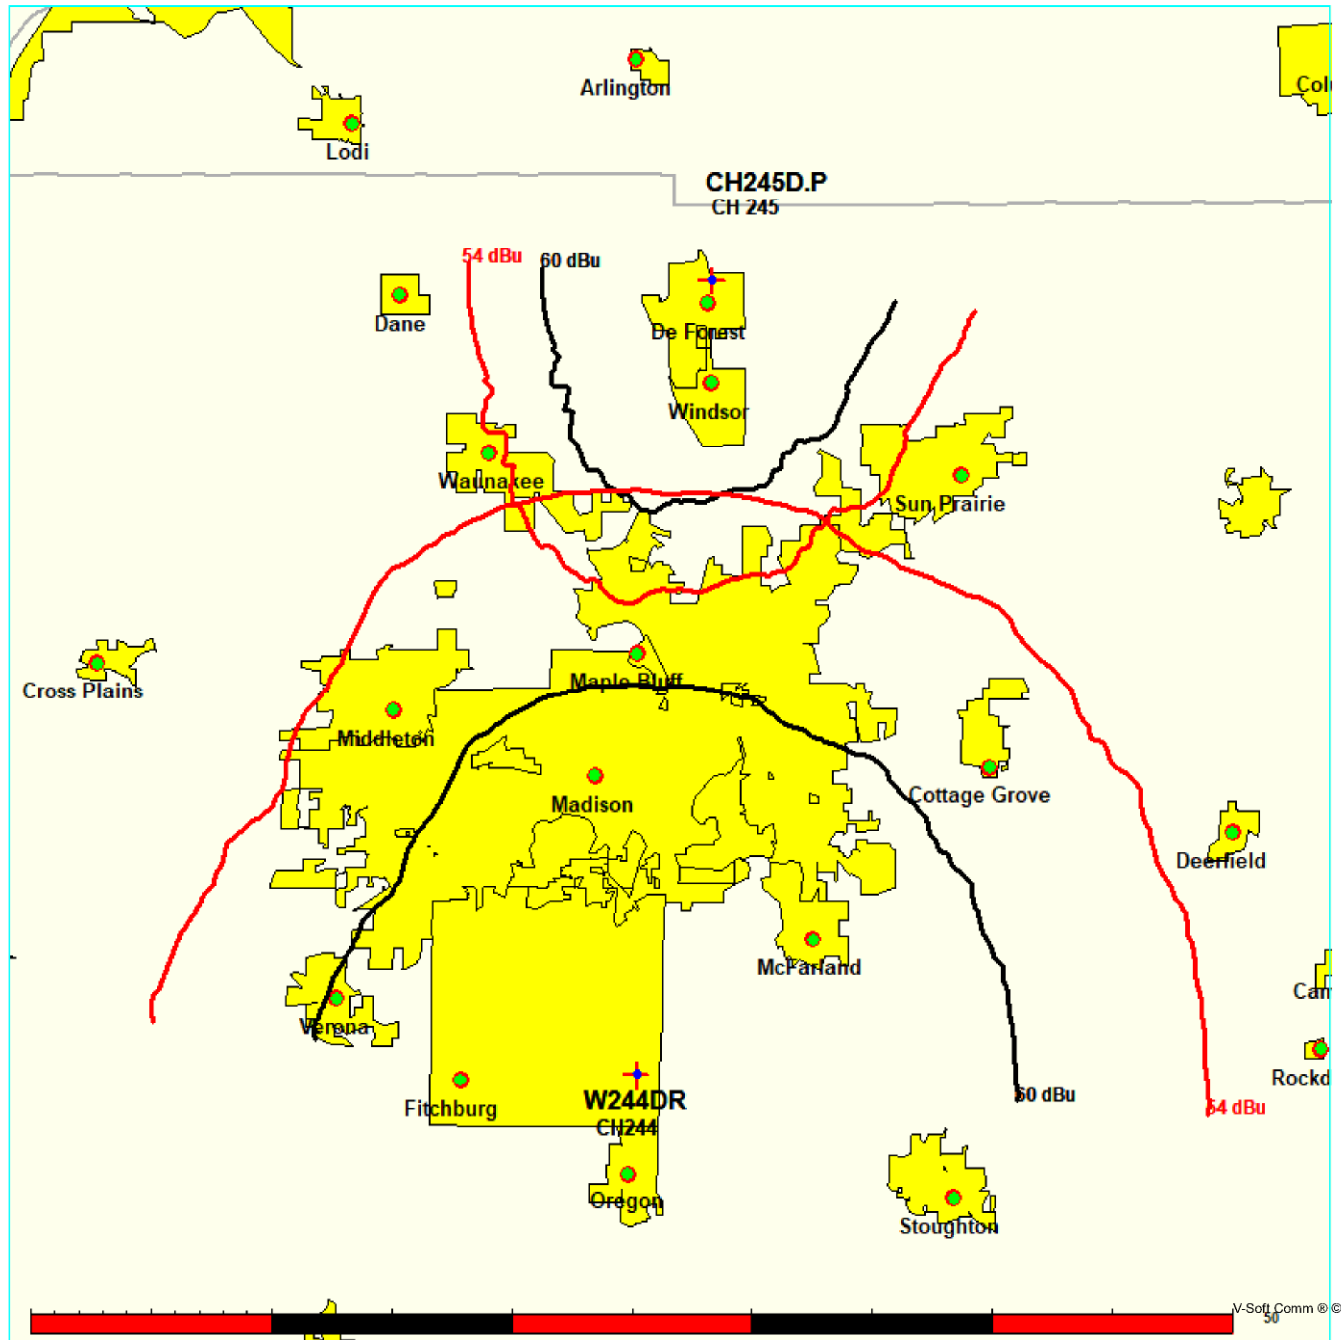 Arlington
Colu
Lodi
CH245D.P
CH 245
54 dBu
60 dBu
Dane
De Forest
Windsor
Waunakee
Sun Prairie
Cross Plains
Maple Bluff
Middleton
Madison
Cottage Grove
Deerfield
McFarland
Cam
Verona
Rockd
Fitchburg
W244DR
CH244
60 dBu
54 dBu
Oregon
Stoughton
V-Soft Comm ® ©
50